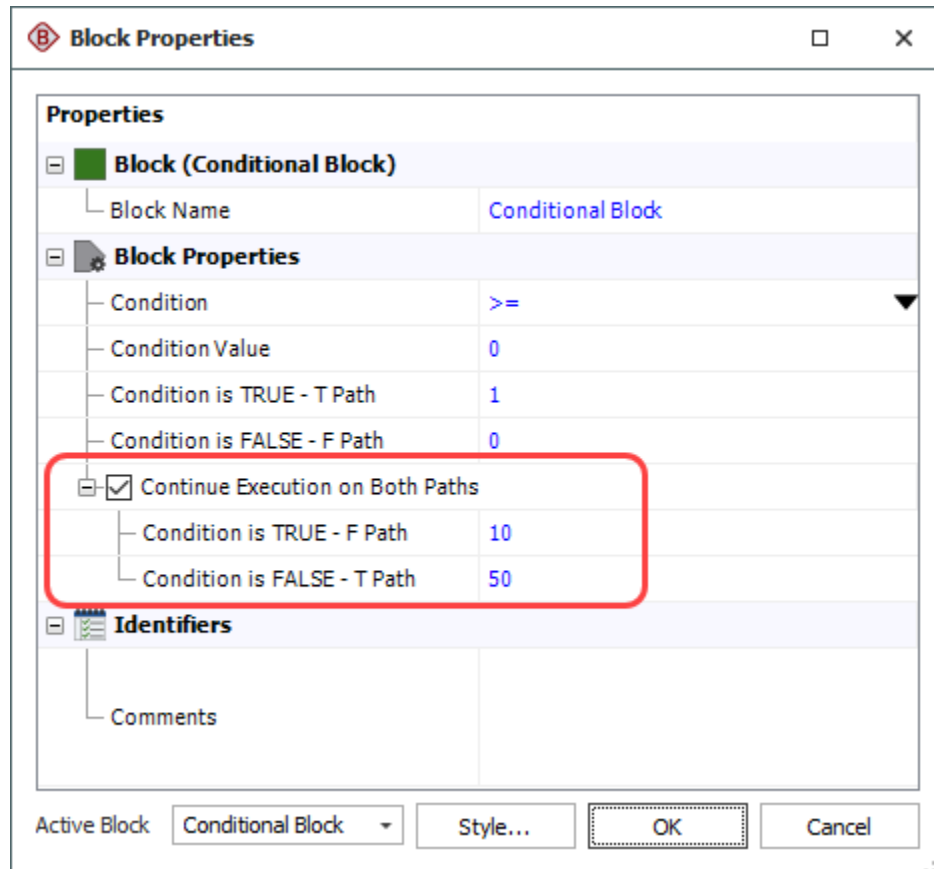 B Block Properties
Properties
Block (Conditional Block)
Block Name Conditional Block
Block Properties
Condition >=
Condition Value 0
Condition is TRUE - T Path 1
Condition is FALSE - F Path 0
Continue Execution on Both Paths
Condition is TRUE - F Path 10
Condition is FALSE - T Path 50
Identifiers
Comments
Active Block Conditional Block Style... OK Cancel